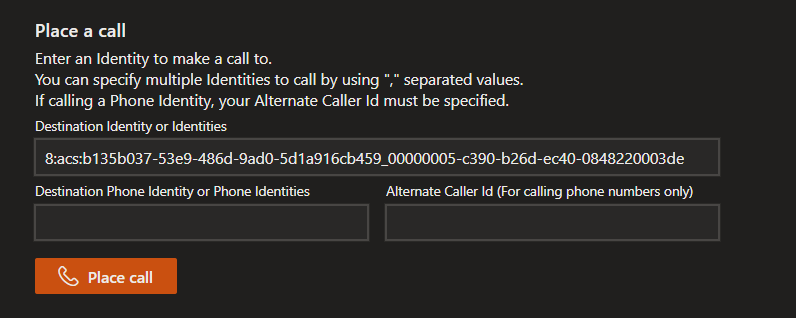 Place a call
Enter an Identity to make a call to.
You can specify multiple Identities to call by using "," separated values.
If calling a Phone Identity, your Alternate Caller Id must be specified.
Destination Identity or Identities
8:acs:b135b037-53e9-486d-9ad0-5d1a916cb459_00000005-c390-b26d-ec40-0848220003de
Destination Phone Identity or Phone Identities
Alternate Caller Id (For calling phone numbers only)
Place call